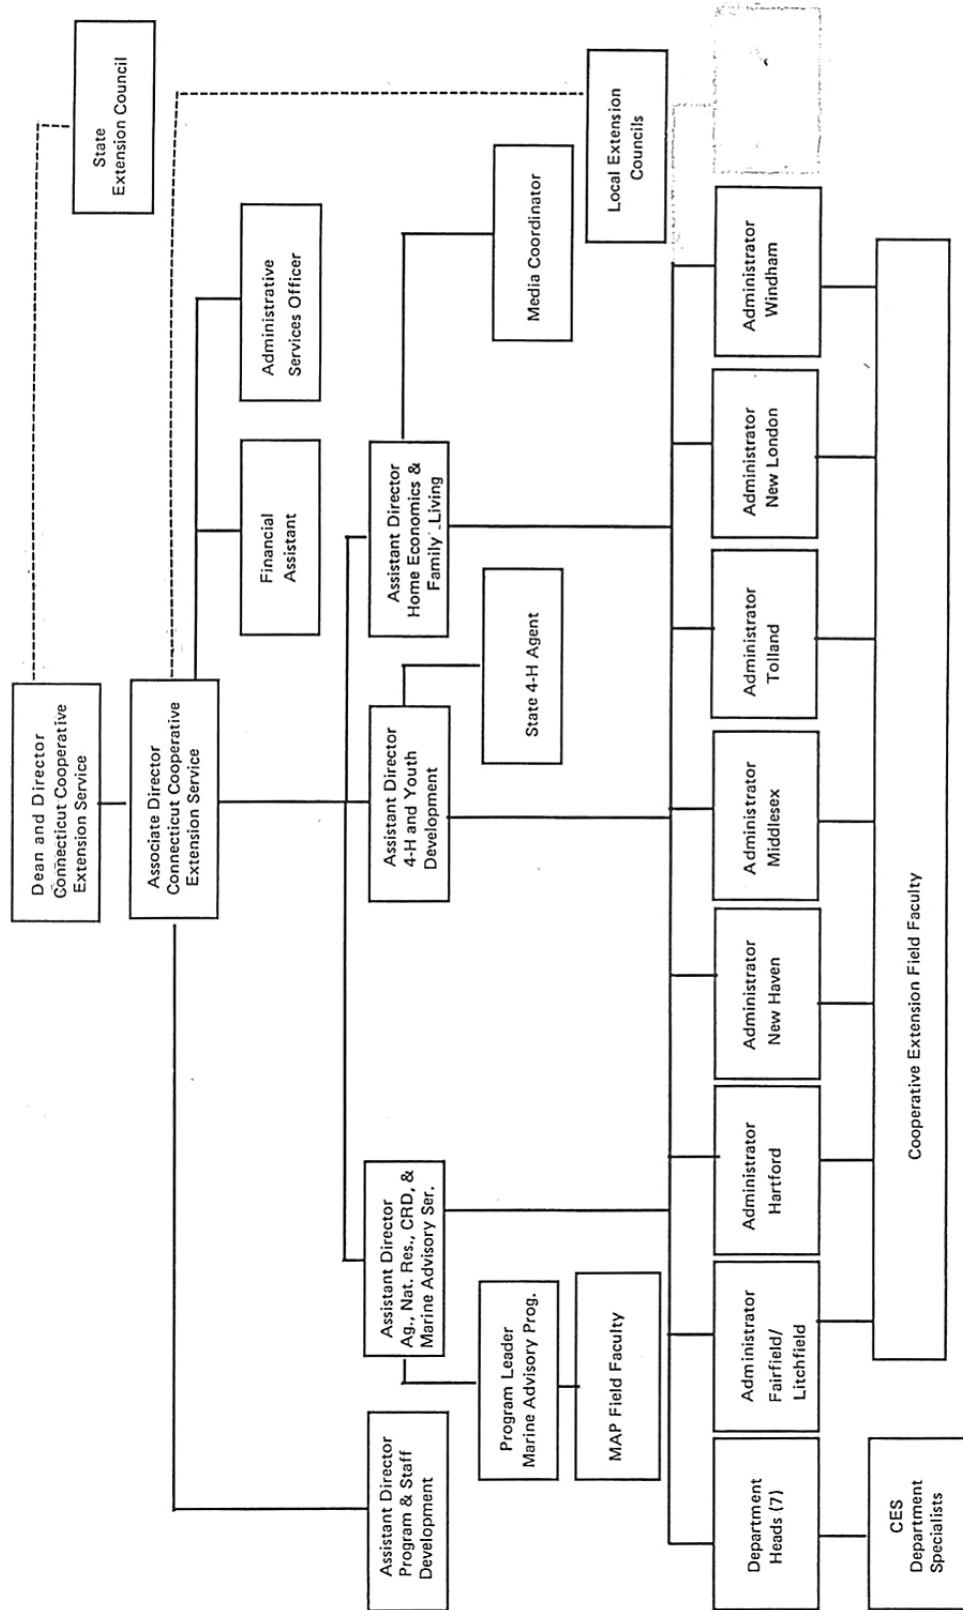 Dean and Director
Connecticut Cooperative
Extension Service
State
Extension Council
Associate Director
Connecticut Cooperative
Extension Service
Financial
Assistant
Administrative
Services Officer
Assistant Director
Program & Staff
Development
Assistant Director
Ag., Nat. Res., CRD, &
Marine Advisory Ser.
Assistant Director
4-H and Youth
Development
Assistant Director
Home Economics &
Family Living
Program Leader
Marine Advisory Prog.
State 4-H Agent
Media Coordinator
MAP Field Faculty
Local Extension
Councils
Department
Heads (7)
Administrator
Fairfield/
Litchfield
Administrator
Hartford
Administrator
New Haven
Administrator
Middlesex
Administrator
Tolland
Administrator
New London
Administrator
Windham
CES
Department
Specialists
Cooperative Extension Field Faculty